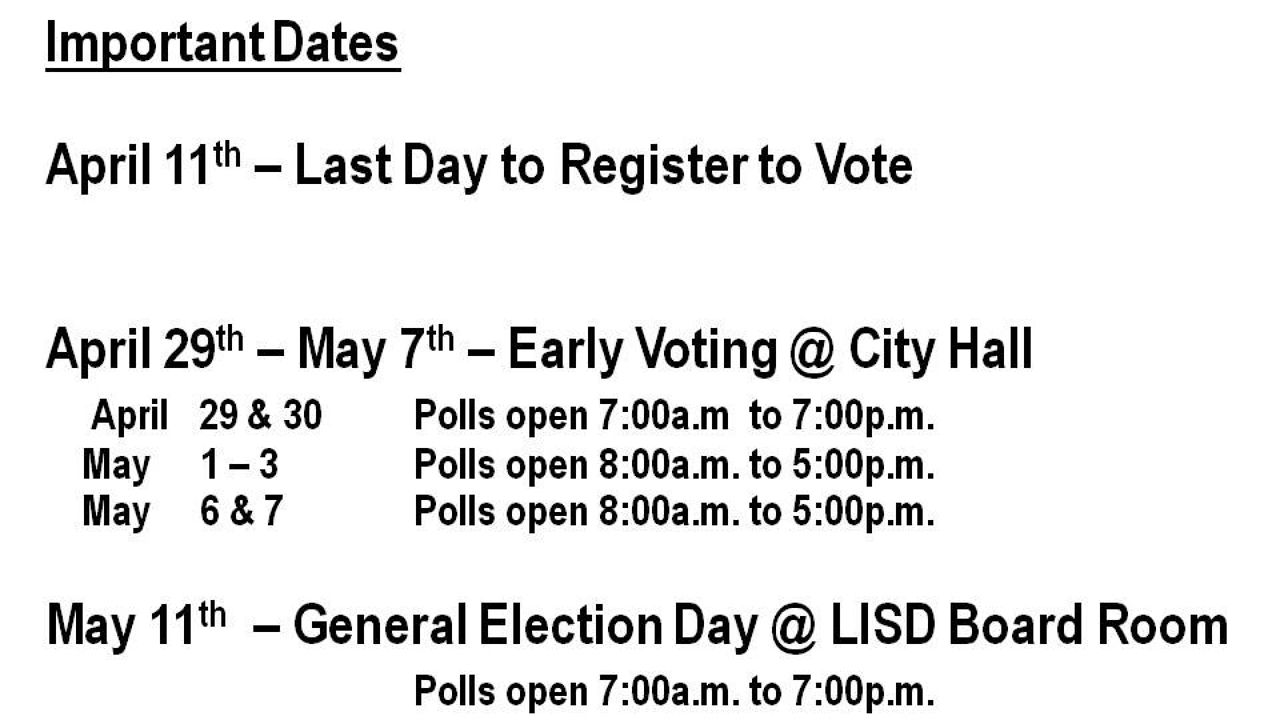 Important Dates
April 11th – Last Day to Register to Vote
April 29th – May 7th – Early Voting @ City Hall
April 29 & 30 Polls open 7:00a.m to 7:00p.m.
May 1 – 3 Polls open 8:00a.m. to 5:00p.m.
May 6 & 7 Polls open 8:00a.m. to 5:00p.m.
May 11th – General Election Day @ LISD Board Room
Polls open 7:00a.m. to 7:00p.m.